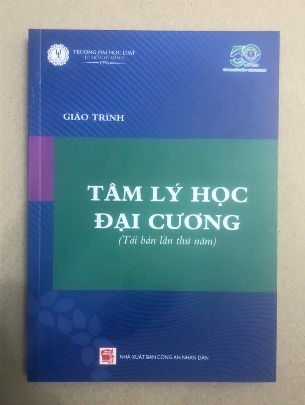 TRƯỜNG ĐẠI HỌC LUẬT
TP. HỒ CHÍ MINH
50
GIÁO TRÌNH
TÂM LÝ HỌC
ĐẠI CƯƠNG
(Tái bản lần thứ năm)
NHÀ XUẤT BẢN CÔNG AN NHÂN DÂN